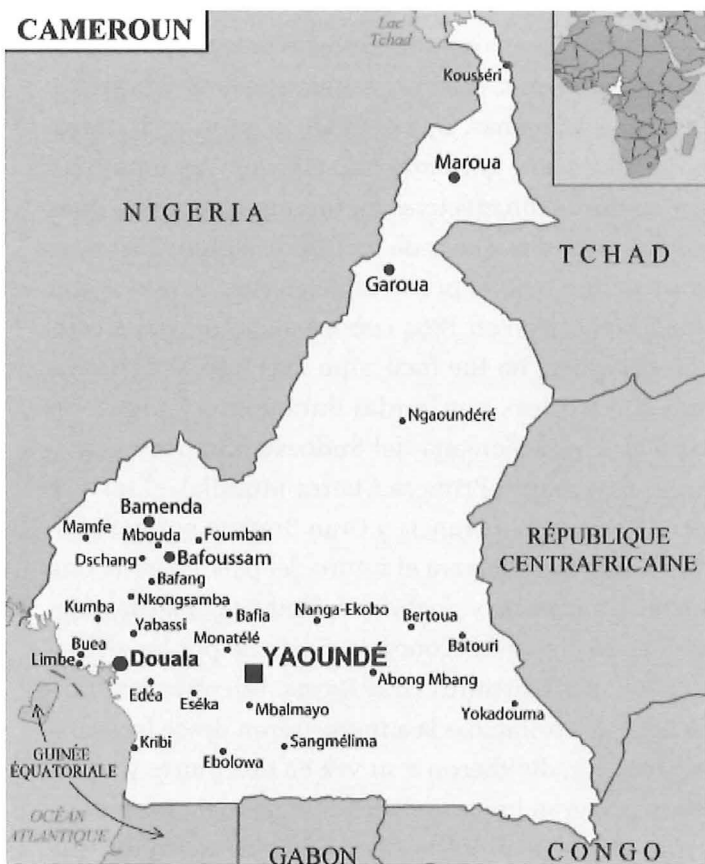 CAMEROUN
Lac
Tchad
Kousséri
Maroua
NIGERIA
TCHAD
Garoua
Ngaoundéré
Bamenda
Mamfe
Mbouda
Foumban
Dschang
Bafoussam
RÉPUBLIQUE
CENTRAFRICAINE
Bafang
Nkongsamba
Kumba
Bafia
Nanga-Ekobo
Yabassi
Bertoua
Monatélé
Batouri
Buea
Limbe
Douala
YAOUNDÉ
Abong Mbang
Edéa
Eséka
Mbalmayo
Yokadouma
Kribi
Sangmélima
Ebolowa
GUINÉE
ÉQUATORIALE
OCÉAN
ATLANTIQUE
GABON
CONGO